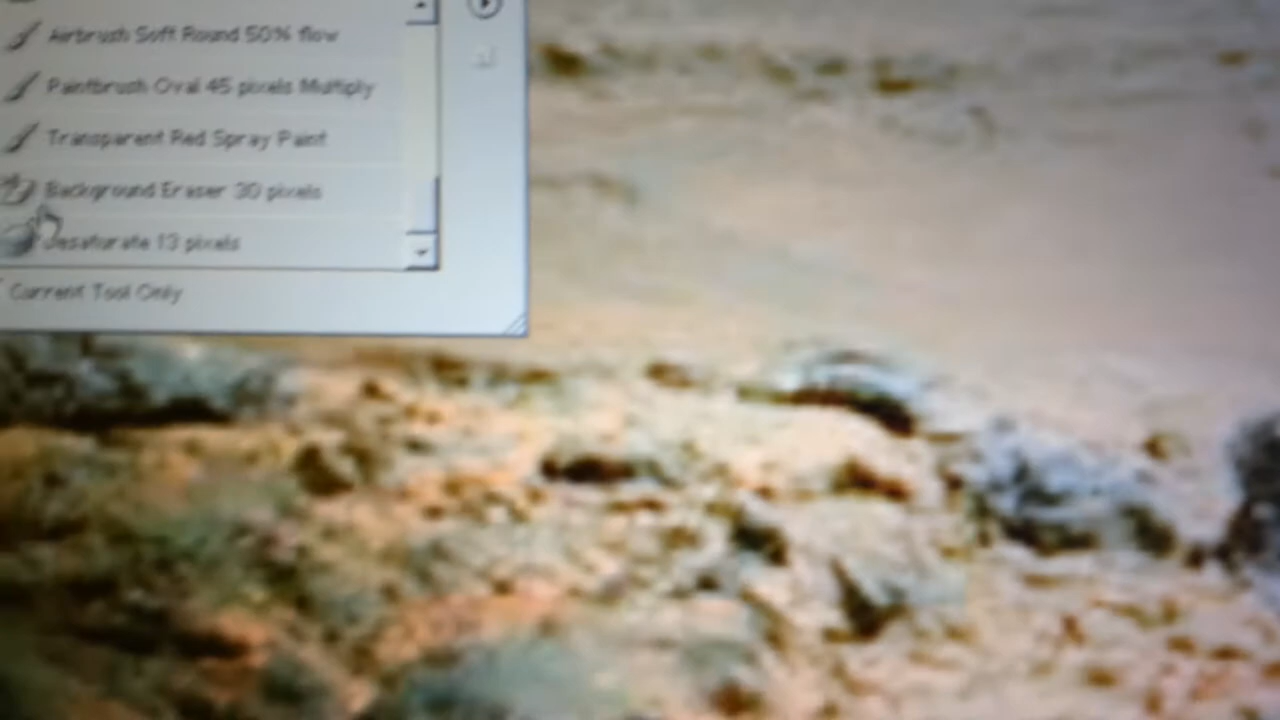 Airbrush Soft Round 50% flow
Paintbrush Oval 45 pixels Multiply
Transparent Red Spray Paint
Background Eraser 30 pixels
Desaturate 13 pixels
Current Tool Only